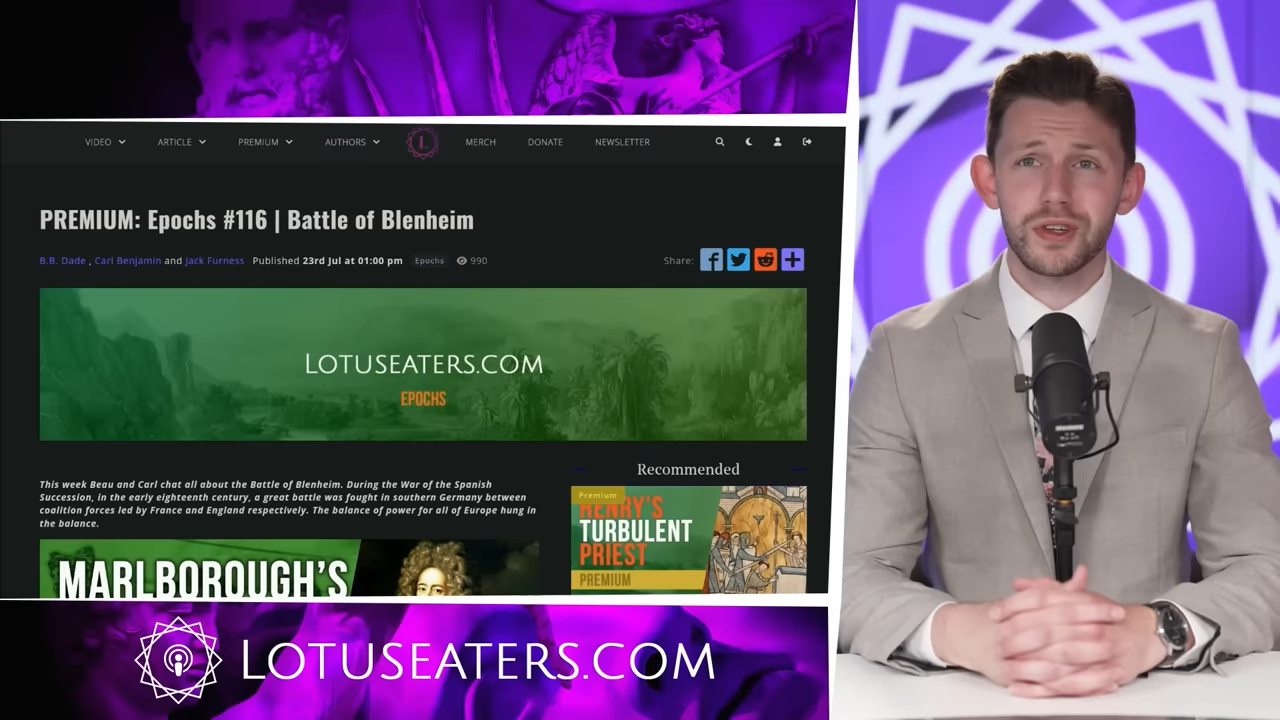 VIDEO ARTICLE PREMIUM AUTHORS L MERCH DONATE NEWSLETTER
PREMIUM: Epochs #116 | Battle of Blenheim
B.B. Dade , Carl Benjamin and Jack Furness Published 23rd Jul at 01:00 pm Epochs 990
Share:
LOTUSEATERS.COM
EPOCHS
This week Beau and Carl chat all about the Battle of Blenheim. During the War of the Spanish
Succession, in the early eighteenth century, a great battle was fought in southern Germany between
coalition forces led by France and England respectively. The balance of power for all of Europe hung in
the balance.
MARLBOROUGH'S
Recommended
Premium
HENRY'S
TURBULENT
PRIEST
PREMIUM
LOTUSEATERS.COM